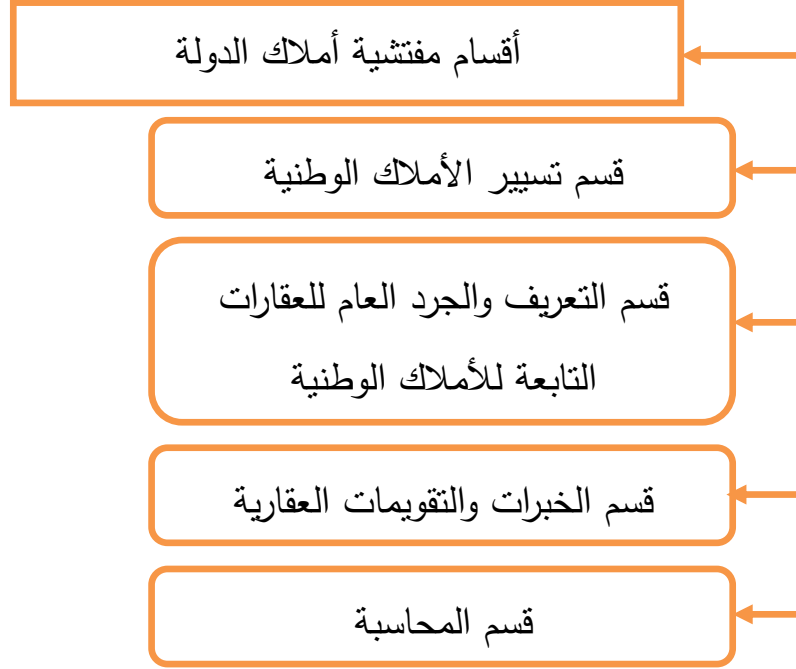 أقسام مفتشية أملاك الدولة
قسم تسيير الأملاك الوطنية
قسم التعريف والجرد العام للعقارات
التابعة للأملاك الوطنية
قسم الخبرات والتقويمات العقارية
قسم المحاسبة